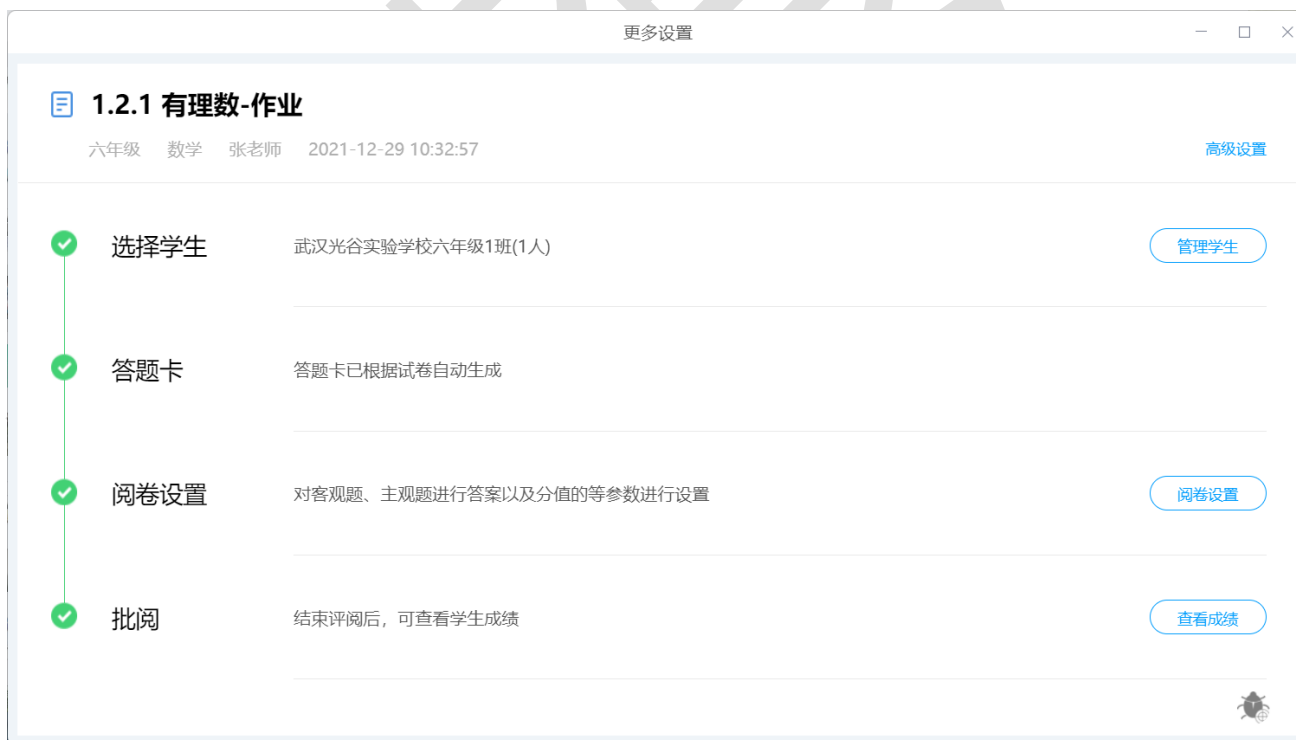 更多设置
1.2.1 有理数-作业
六年级 数学 张老师 2021-12-29 10:32:57 高级设置
选择学生 武汉光谷实验学校六年级1班(1人) 管理学生
答题卡 答题卡已根据试卷自动生成
阅卷设置 对客观题、主观题进行答案以及分值的等参数进行设置 阅卷设置
批阅 结束评阅后，可查看学生成绩 查看成绩